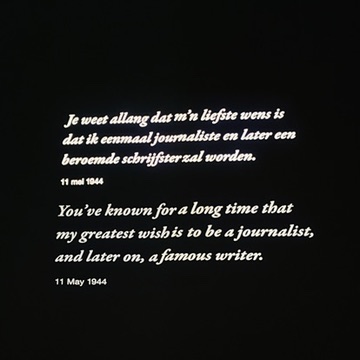 Je weet allang dat m'n liefste wens is
dat ik eenmaal journaliste en later een
beroemde schrijfster zal worden.
11 mei 1944
You've known for a long time that
my greatest wish is to be a journalist,
and later on, a famous writer.
11 May 1944